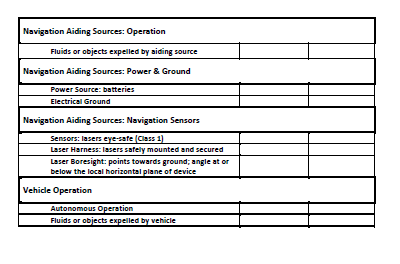 Navigation Aiding Sources: Operation
Fluids or objects expelled by aiding source
Navigation Aiding Sources: Power & Ground
Power Source: batteries
Electrical Ground
Navigation Aiding Sources: Navigation Sensors
Sensors: lasers eye-safe (Class 1)
Laser Harness: lasers safely mounted and secured
Laser Boresight: points towards ground; angle at or
below the local horizontal plane of device
Vehicle Operation
Autonomous Operation
Fluids or objects expelled by vehicle